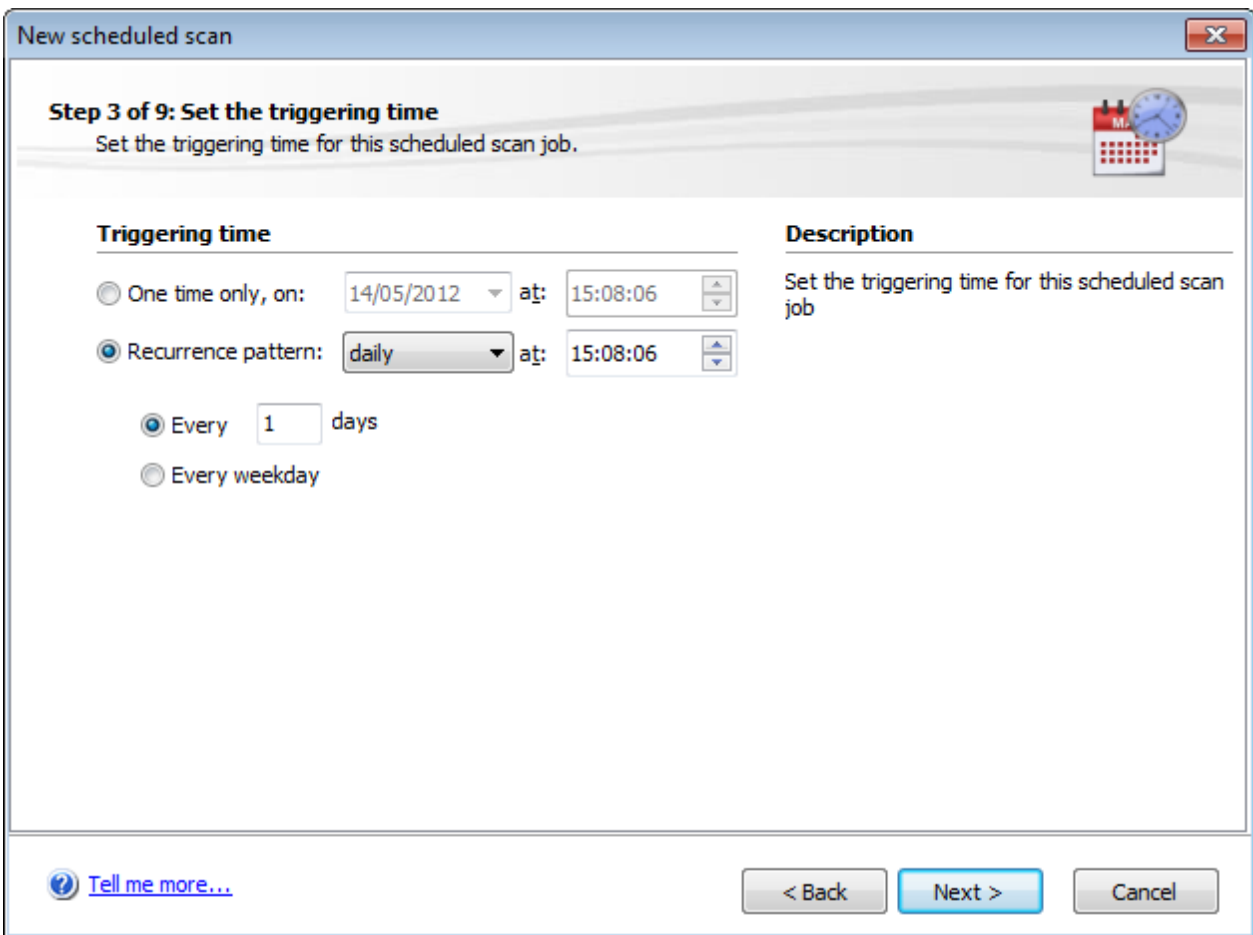 New scheduled scan
Step 3 of 9: Set the triggering time
Set the triggering time for this scheduled scan job.
MA
Triggering time
Description
One time only, on: 14/05/2012 at: 15:08:06
Set the triggering time for this scheduled scan
job
Recurrence pattern: daily at: 15:08:06
Every 1 days
Every weekday
Tell me more...
< Back Next > Cancel